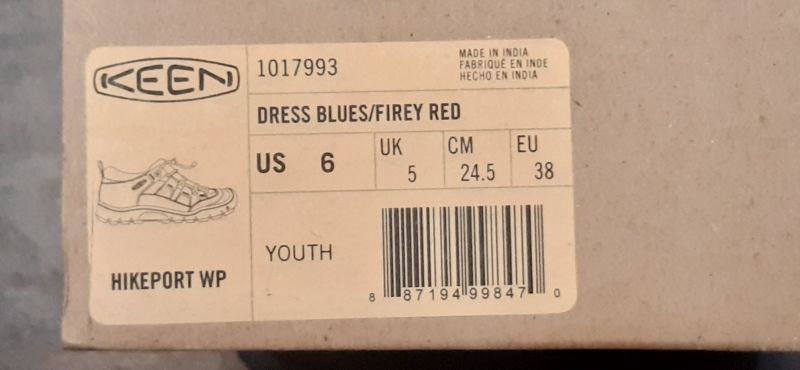 KEEN
1017993
MADE IN INDIA
FABRIQUÉ EN INDE
HECHO EN INDIA
DRESS BLUES/FIREY RED
US 6
UK 5
CM 24.5
EU 38
HIKEPORT WP
YOUTH
8 87194 99847 0